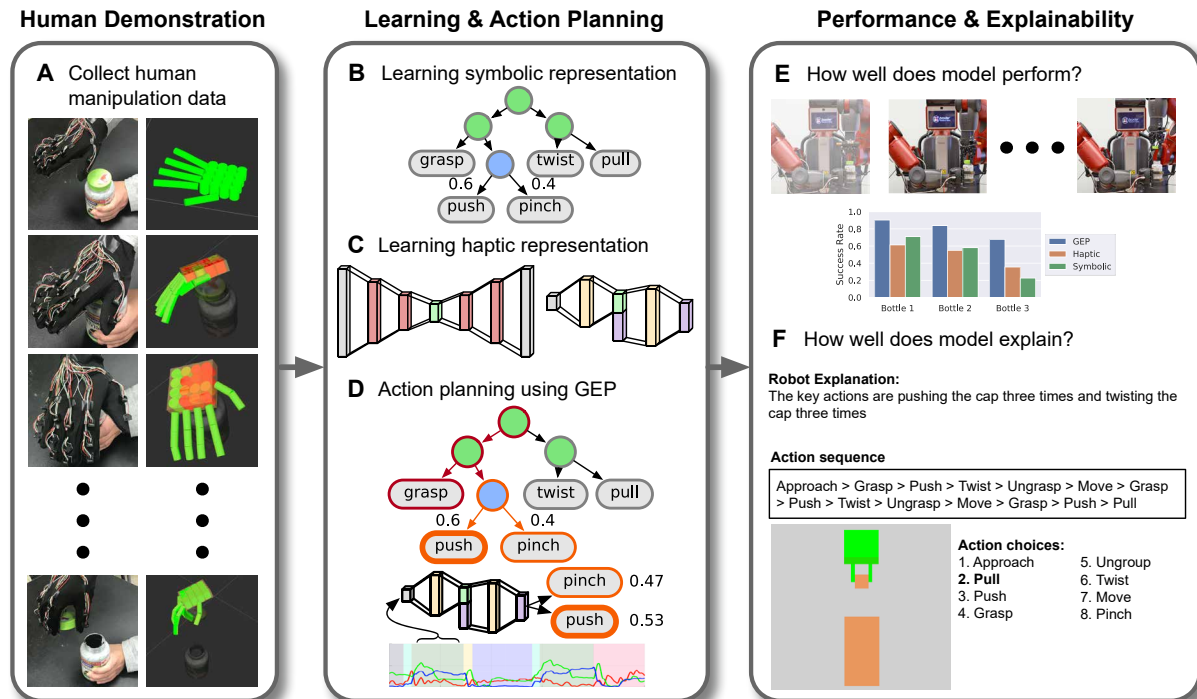 Human Demonstration
Learning & Action Planning
Performance & Explainability
A Collect human
manipulation data
B Learning symbolic representation
grasp
twist
pull
0.6
0.4
push
pinch
C Learning haptic representation
D Action planning using GEP
grasp
twist
pull
0.6
0.4
push
pinch
pinch 0.47
push 0.53
E How well does model perform?
Success Rate
1.0
0.8
0.6
0.4
0.2
0.0
GEP
Haptic
Symbolic
Bottle 1
Bottle 2
Bottle 3
F How well does model explain?
Robot Explanation:
The key actions are pushing the cap three times and twisting the
cap three times
Action sequence
Approach > Grasp > Push > Twist > Ungrasp > Move > Grasp
> Push > Twist > Ungrasp > Move > Grasp > Push > Pull
Action choices:
1. Approach
2. Pull
3. Push
4. Grasp
5. Ungroup
6. Twist
7. Move
8. Pinch